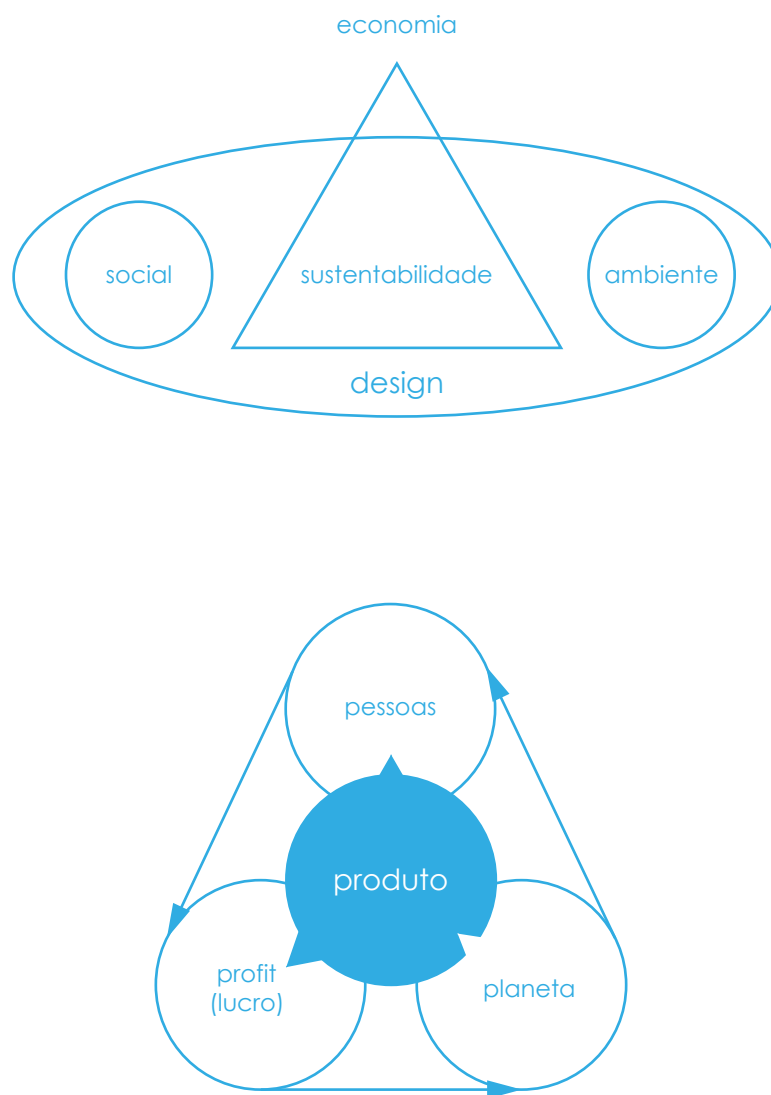 economia
social
sustentabilidade
ambiente
design
pessoas
produto
profit
(lucro)
planeta